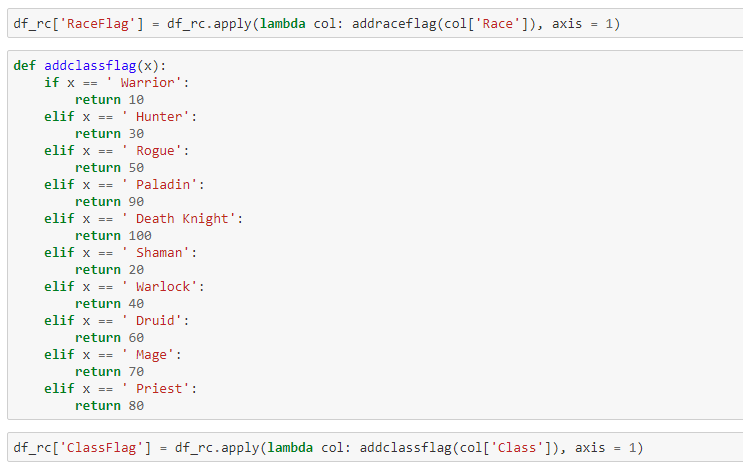 df_rc['RaceFlag'] = df_rc.apply(lambda col: addraceflag(col['Race']), axis = 1)
def addclassflag(x):
    if x == ' Warrior':
        return 10
    elif x == ' Hunter':
        return 30
    elif x == ' Rogue':
        return 50
    elif x == ' Paladin':
        return 90
    elif x == ' Death Knight':
        return 100
    elif x == ' Shaman':
        return 20
    elif x == ' Warlock':
        return 40
    elif x == ' Druid':
        return 60
    elif x == ' Mage':
        return 70
    elif x == ' Priest':
        return 80
df_rc['ClassFlag'] = df_rc.apply(lambda col: addclassflag(col['Class']), axis = 1)